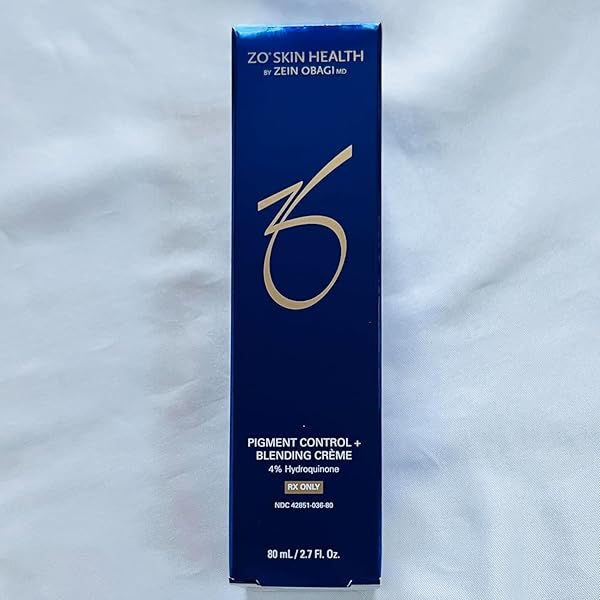 ZO® SKIN HEALTH
BY ZEIN OBAGI MD
PIGMENT CONTROL +
BLENDING CRÈME
4% Hydroquinone
RX ONLY
NDC 42851-036-80
80 mL / 2.7 Fl. Oz.